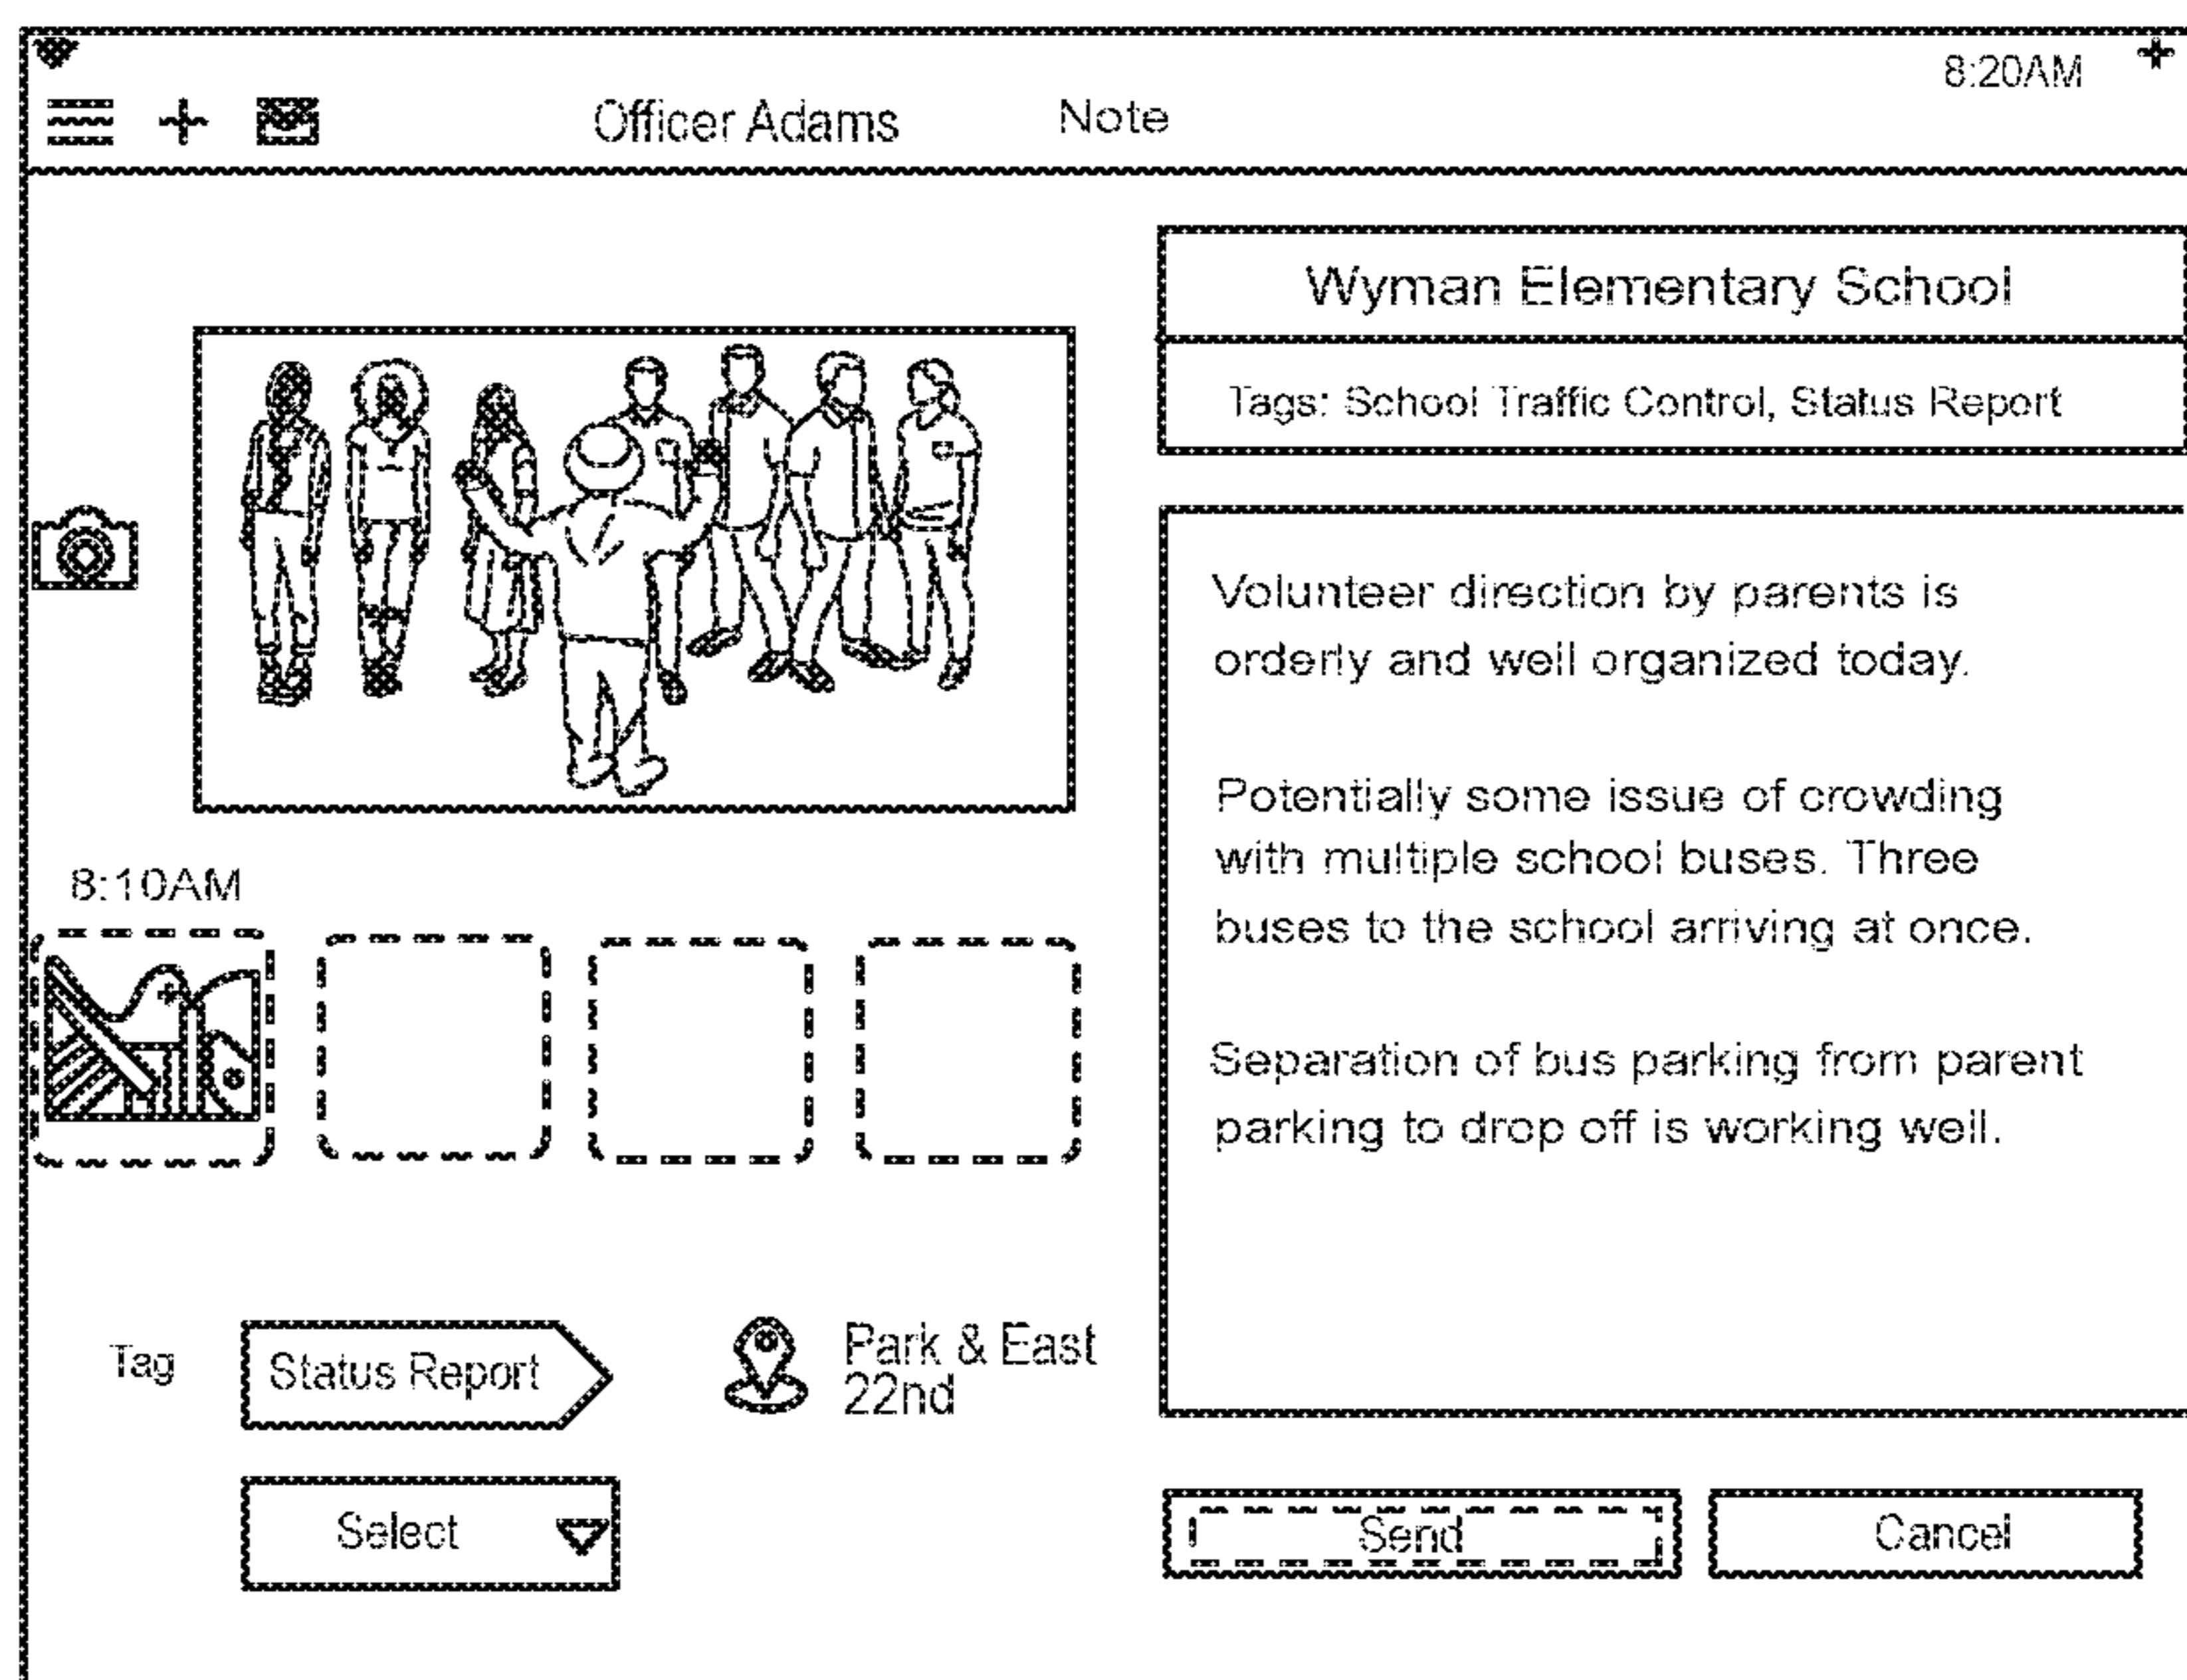 8:20AM
Officer Adams
Note
Wyman Elementary School
Tags: School Traffic Control, Status Report
Volunteer direction by parents is
orderly and well organized today.
Potentially some issue of crowding
with multiple school buses. Three
buses to the school arriving at once.
Separation of bus parking from parent
parking to drop off is working well.
8:10AM
Tag
Status Report
Park & East
22nd
Select
Send
Cancel